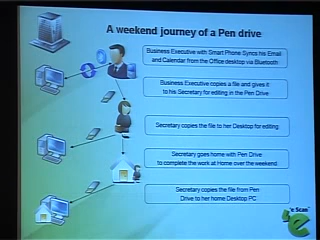 A weekend journey of a Pen drive
Business Executive with Smart Phone Syncs his Email
and Calendar from the Office desktop via Bluetooth
Business Executive copies a file and gives it
to his Secretary for editing in the Pen Drive
Secretary copies the file to her Desktop for editing
Secretary goes home with Pen Drive
to complete the work at Home over the weekend.
Secretary copies the file from Pen
Drive to her home Desktop PC
e Scan